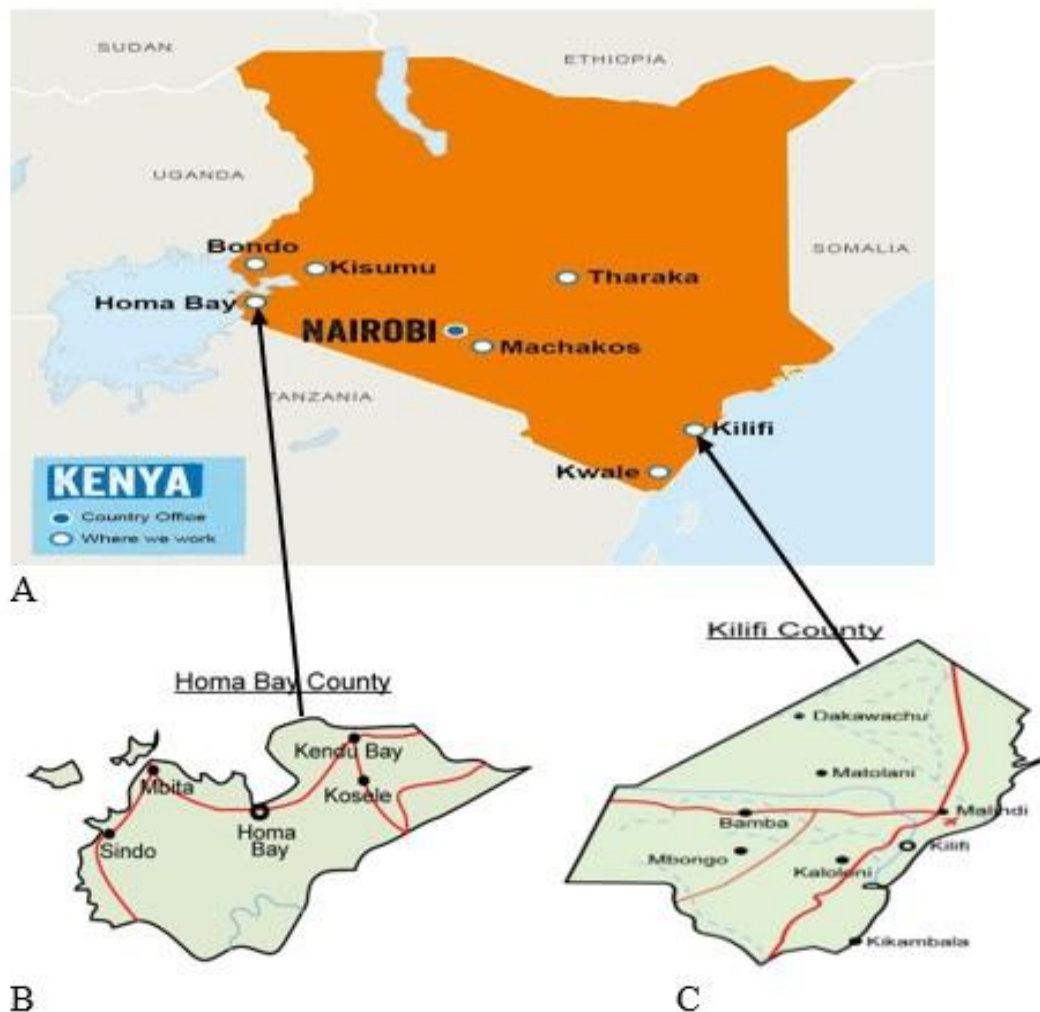 SUDAN
ETHIOPIA
UGANDA
SOMALIA
Bondo
Kisumu
Tharaka
Homa Bay
NAIROBI
Machakos
TANZANIA
Kilifi
Kwale
KENYA
Country Office
Where we work
A
Homa Bay County
Kendu Bay
Mbita
Kosele
Homa
Bay
Sindo
B
Kilifi County
Dakawachu
Matolani
Malindi
Bamba
Kilifi
Mbongo
Kaloleni
Kikambala
C